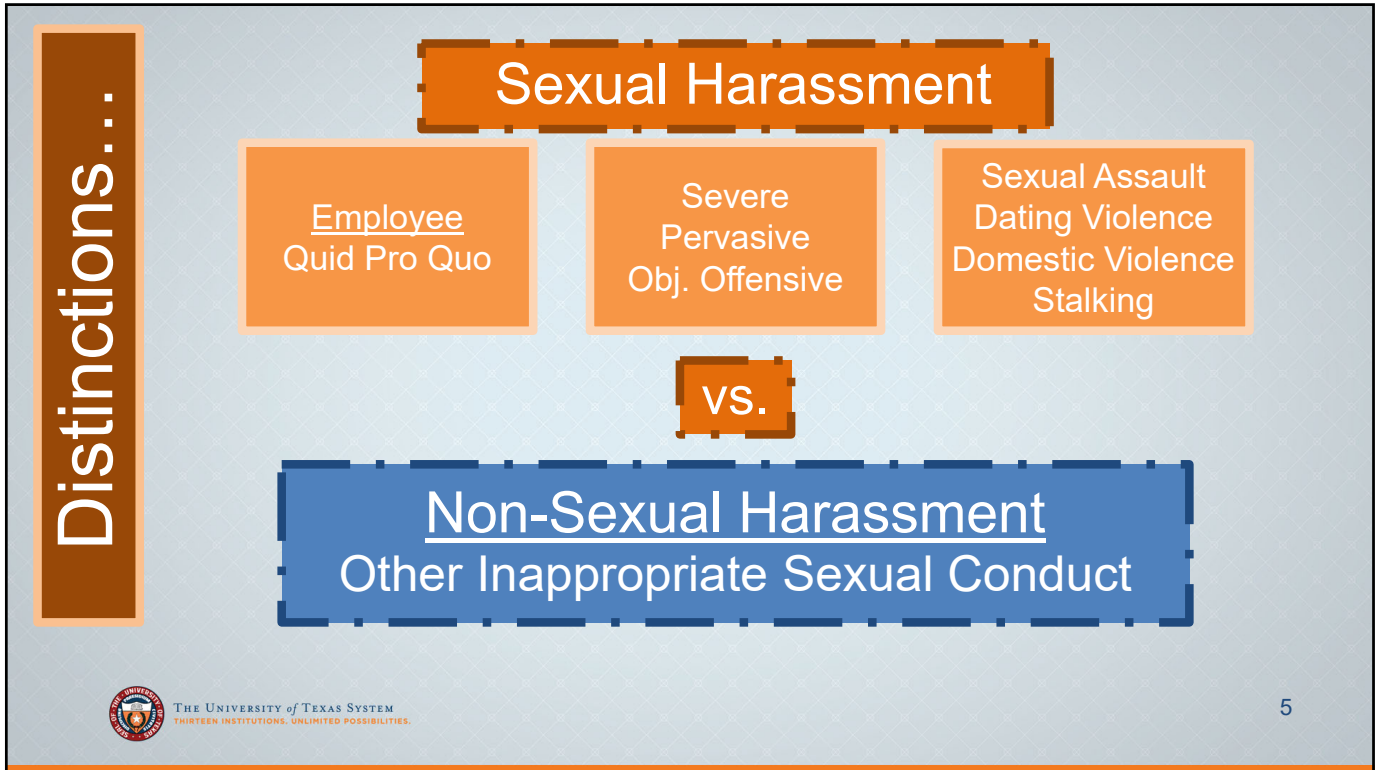 Distinctions...
Sexual Harassment
Employee
Quid Pro Quo
Severe
Pervasive
Obj. Offensive
Sexual Assault
Dating Violence
Domestic Violence
Stalking
vs.
Non-Sexual Harassment
Other Inappropriate Sexual Conduct
THE UNIVERSITY of TEXAS SYSTEM
THIRTEEN INSTITUTIONS. UNLIMITED POSSIBILITIES.
5